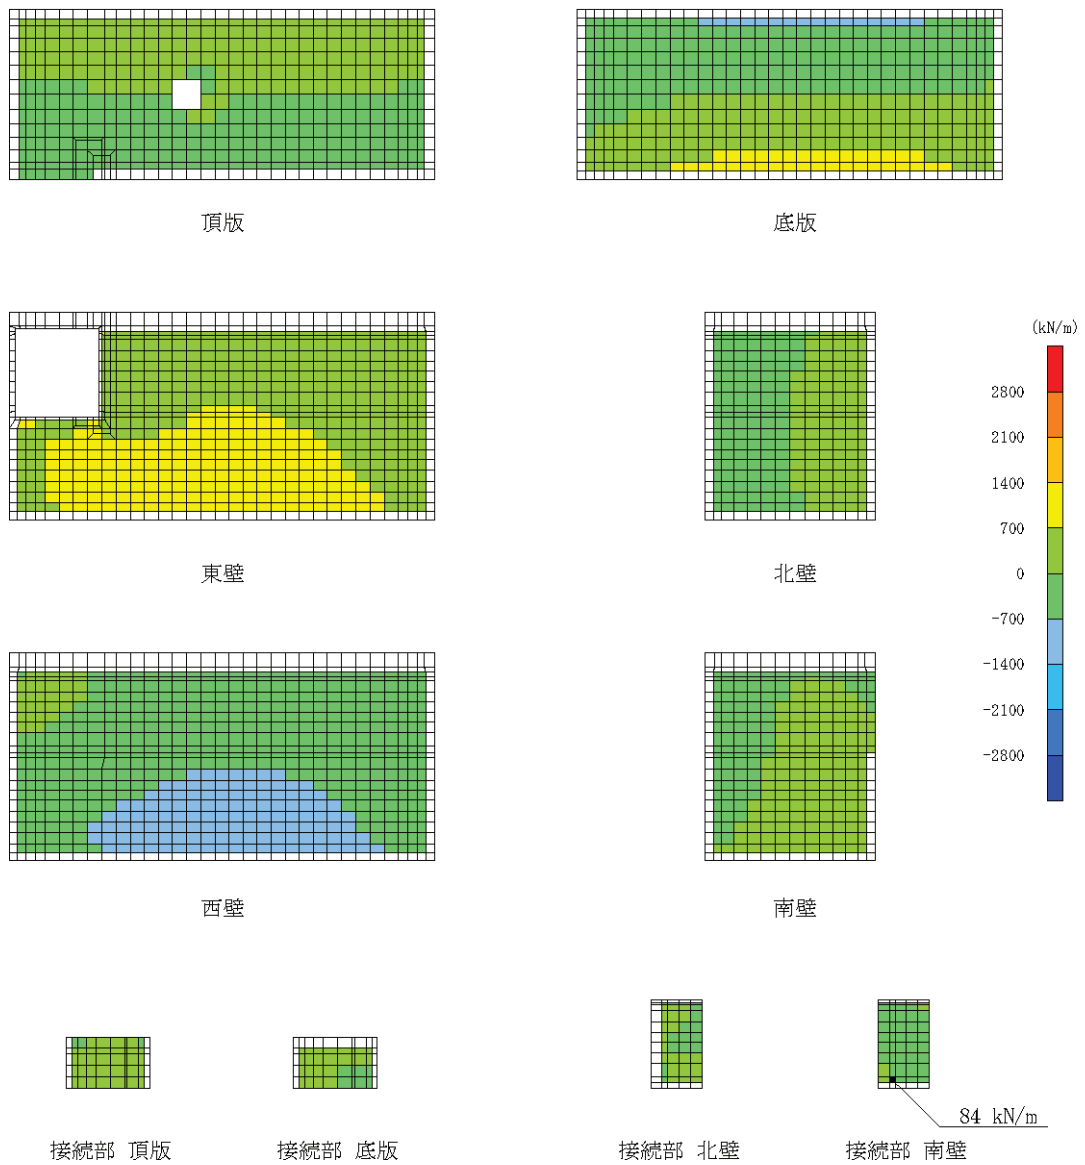 頂版
底版
東壁
北壁
(kN/m)
2800
2100
1400
700
0
-700
-1400
-2100
-2800
西壁
南壁
84 kN/m
接続部 頂版
接続部 底版
接続部 北壁
接続部 南壁